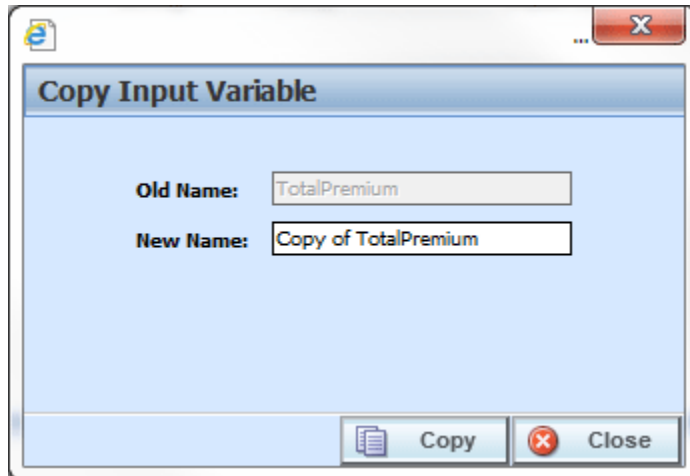 ...
Copy Input Variable
Old Name: TotalPremium
New Name: Copy of TotalPremium
Copy Close